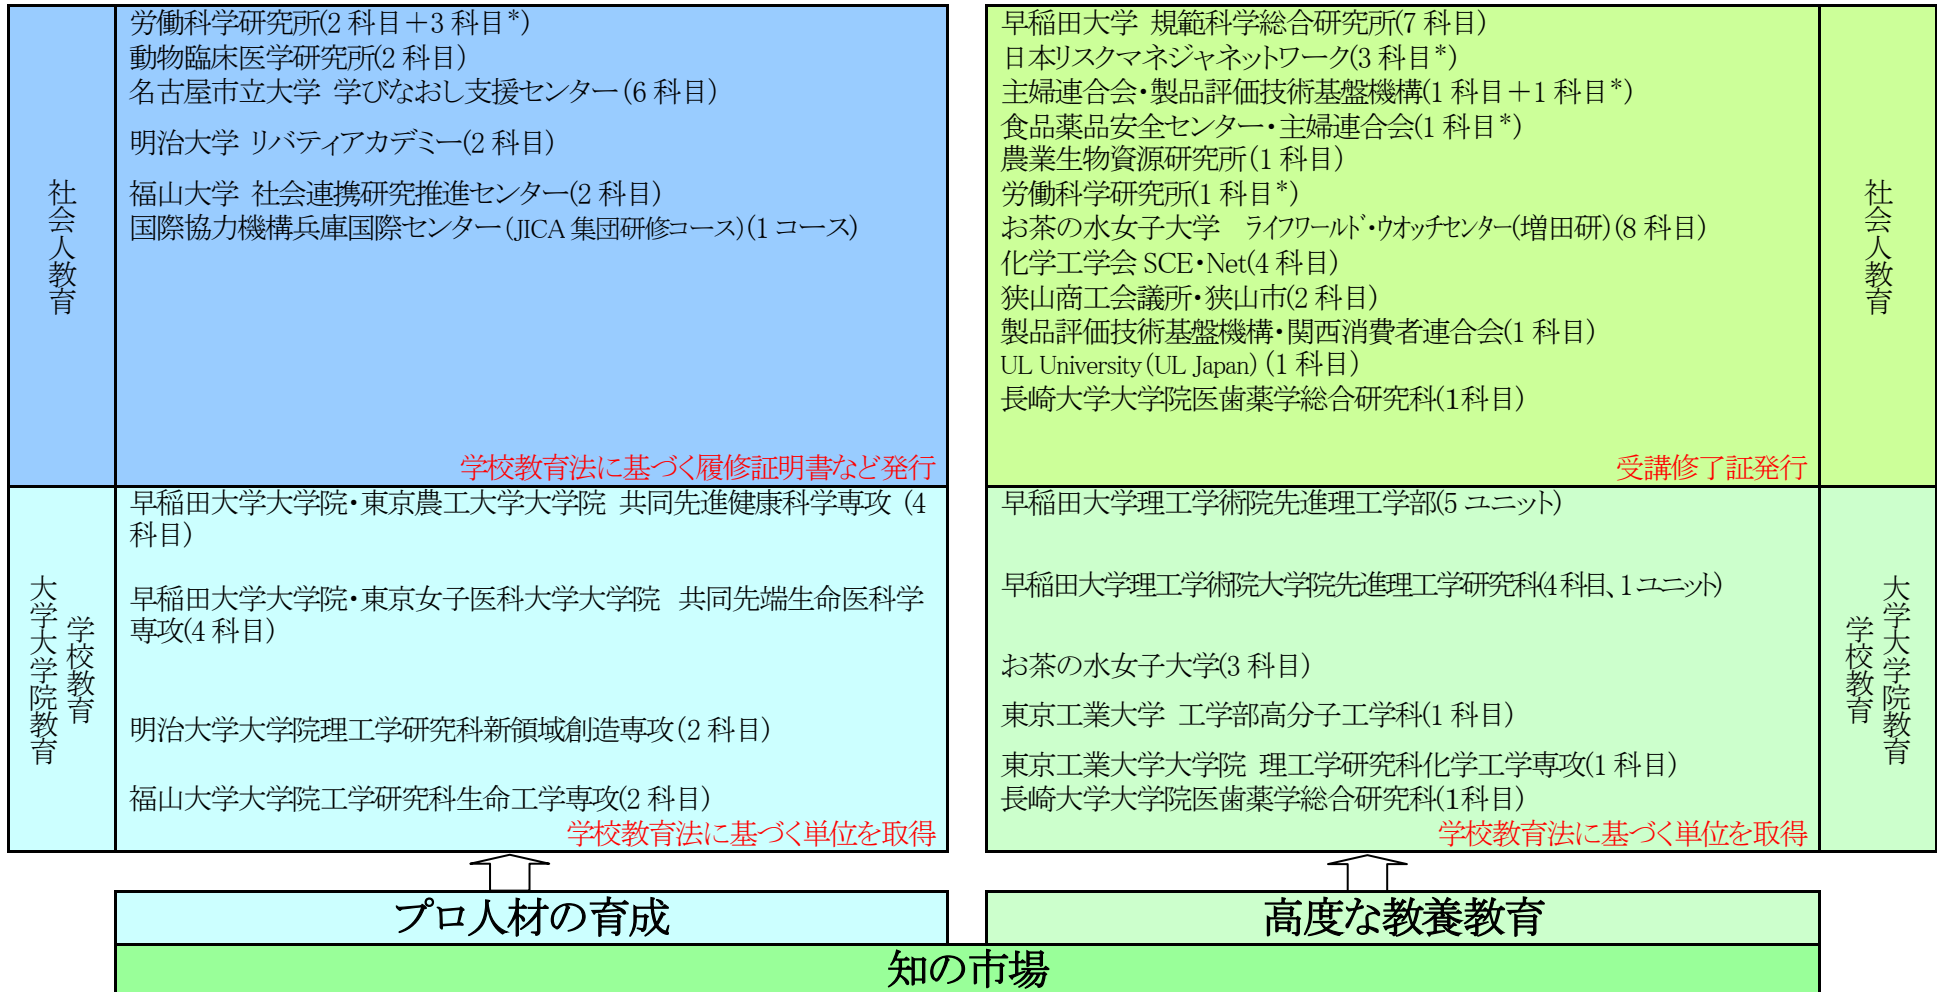 社会人教育
労働科学研究所(2 科目＋3 科目*)
動物臨床医学研究所(2 科目)
名古屋市立大学 学びなおし支援センター(6 科目)
明治大学 リバティアカデミー(2 科目)
福山大学 社会連携研究推進センター(2 科目)
国際協力機構兵庫国際センター(JICA 集団研修コース)(1 コース)
学校教育法に基づく履修証明書など発行
学校教育
大学大学院教育
早稲田大学大学院・東京農工大学大学院 共同先進健康科学専攻 (4
科目)
早稲田大学大学院・東京女子医科大学大学院 共同先端生命医科学
専攻(4 科目)
明治大学大学院理工学研究科新領域創造専攻(2 科目)
福山大学大学院工学研究科生命工学専攻(2 科目)
学校教育法に基づく単位を取得
早稲田大学 規範科学総合研究所(7 科目)
日本リスクマネジャネットワーク(3 科目*)
主婦連合会・製品評価技術基盤機構(1 科目＋1 科目*)
食品薬品安全センター・主婦連合会(1 科目*)
農業生物資源研究所(1 科目)
労働科学研究所(1 科目*)
お茶の水女子大学 ライフワールド・ウオッチセンター(増田研)(8 科目)
化学工学会 SCE・Net(4 科目)
狭山商工会議所・狭山市(2 科目)
製品評価技術基盤機構・関西消費者連合会(1 科目)
UL University(UL Japan) (1 科目)
長崎大学大学院医歯薬学総合研究科(1科目)
受講修了証発行
社会人教育
早稲田大学理工学術院先進理工学部(5 ユニット)
早稲田大学理工学術院大学院先進理工学研究科(4 科目、1 ユニット)
お茶の水女子大学(3 科目)
東京工業大学 工学部高分子工学科(1 科目)
東京工業大学大学院 理工学研究科化学工学専攻(1 科目)
長崎大学大学院医歯薬学総合研究科(1科目)
学校教育法に基づく単位を取得
大学大学院教育
学校教育
プロ人材の育成
高度な教養教育
知の市場